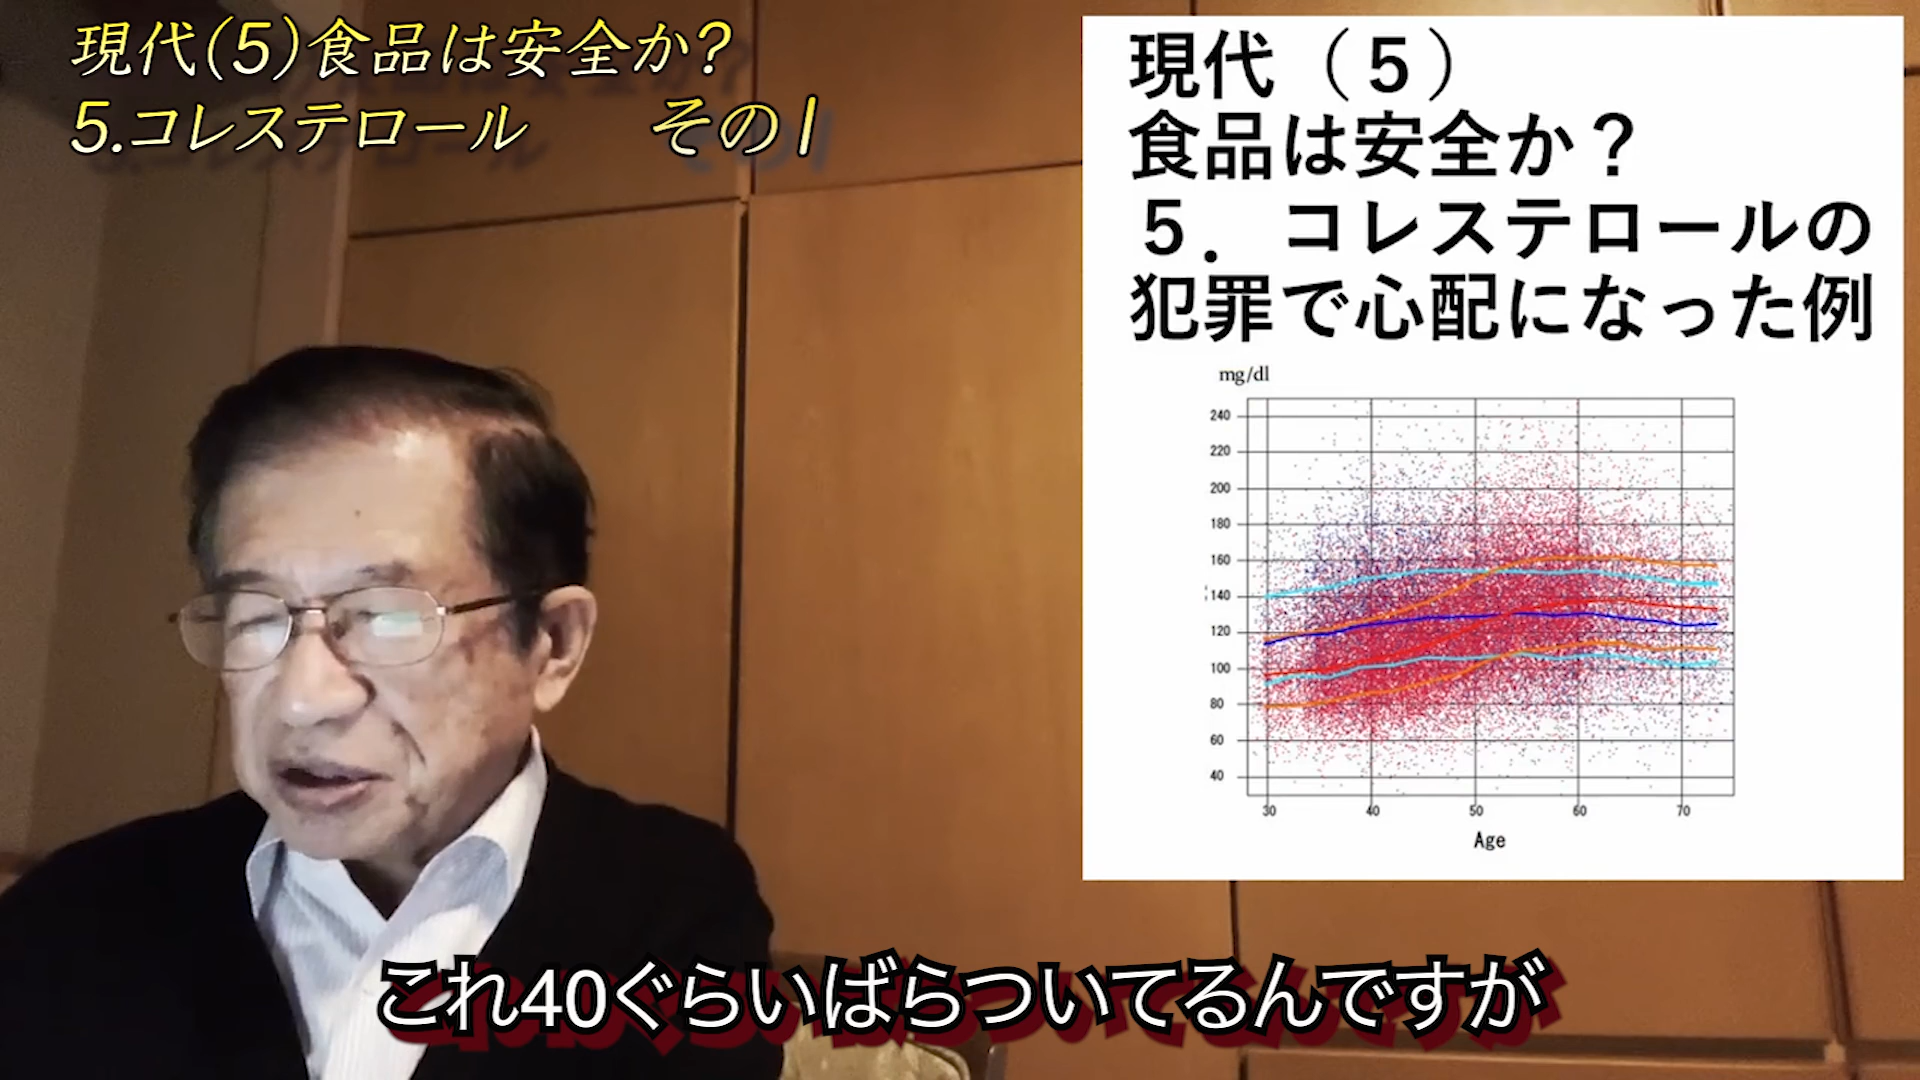 現代(5)食品は安全か?
5.コレステロール その1
現代（５）
食品は安全か？
５．コレステロールの
犯罪で心配になった例
mg/dl
240
220
200
180
160
140
120
100
80
60
40
30 40 50 60 70
Age
これ40ぐらいばらついてるんですが